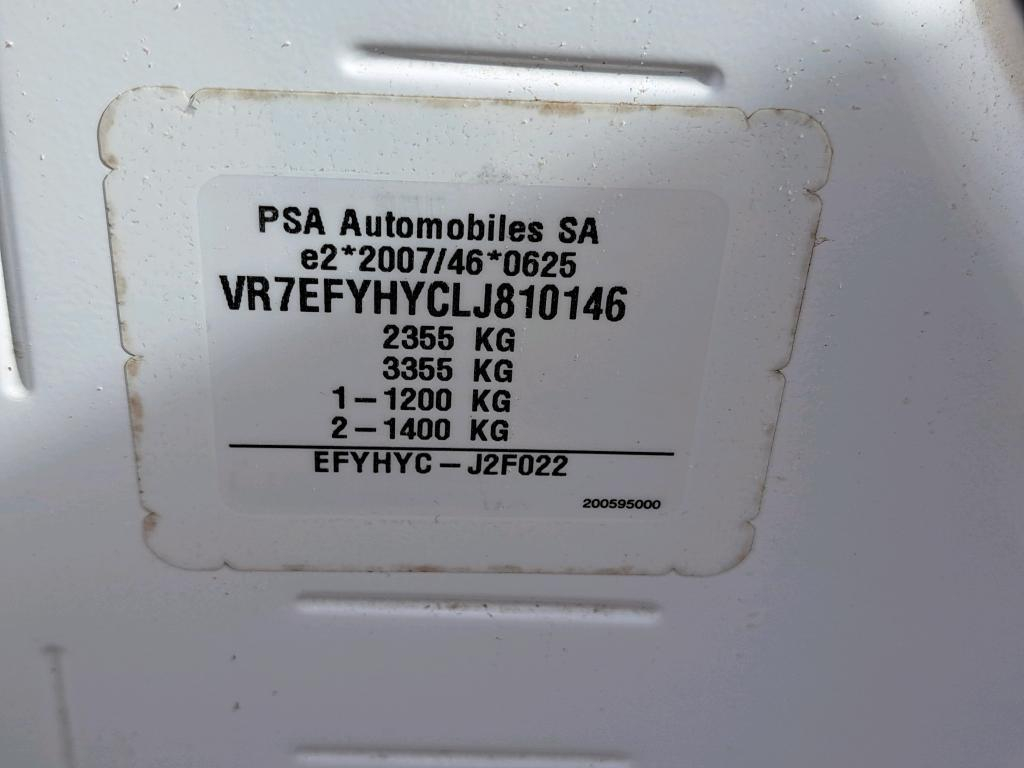 PSA Automobiles SA
e2*2007/46*0625
VR7EFYHYCLJ810146
2355 KG
3355 KG
1-1200 KG
2-1400 KG
EFYHYC-J2F022
200595000